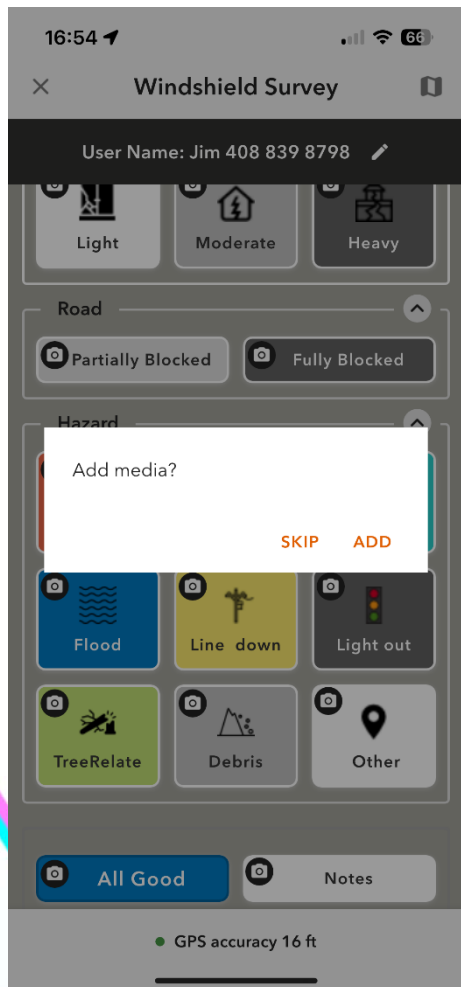 16:54
66
Windshield Survey
User Name: Jim 408 839 8798
Light Moderate Heavy
Road
Partially Blocked Fully Blocked
Hazard
Add media?
SKIP ADD
Flood Line down Light out
TreeRelate Debris Other
All Good Notes
GPS accuracy 16 ft